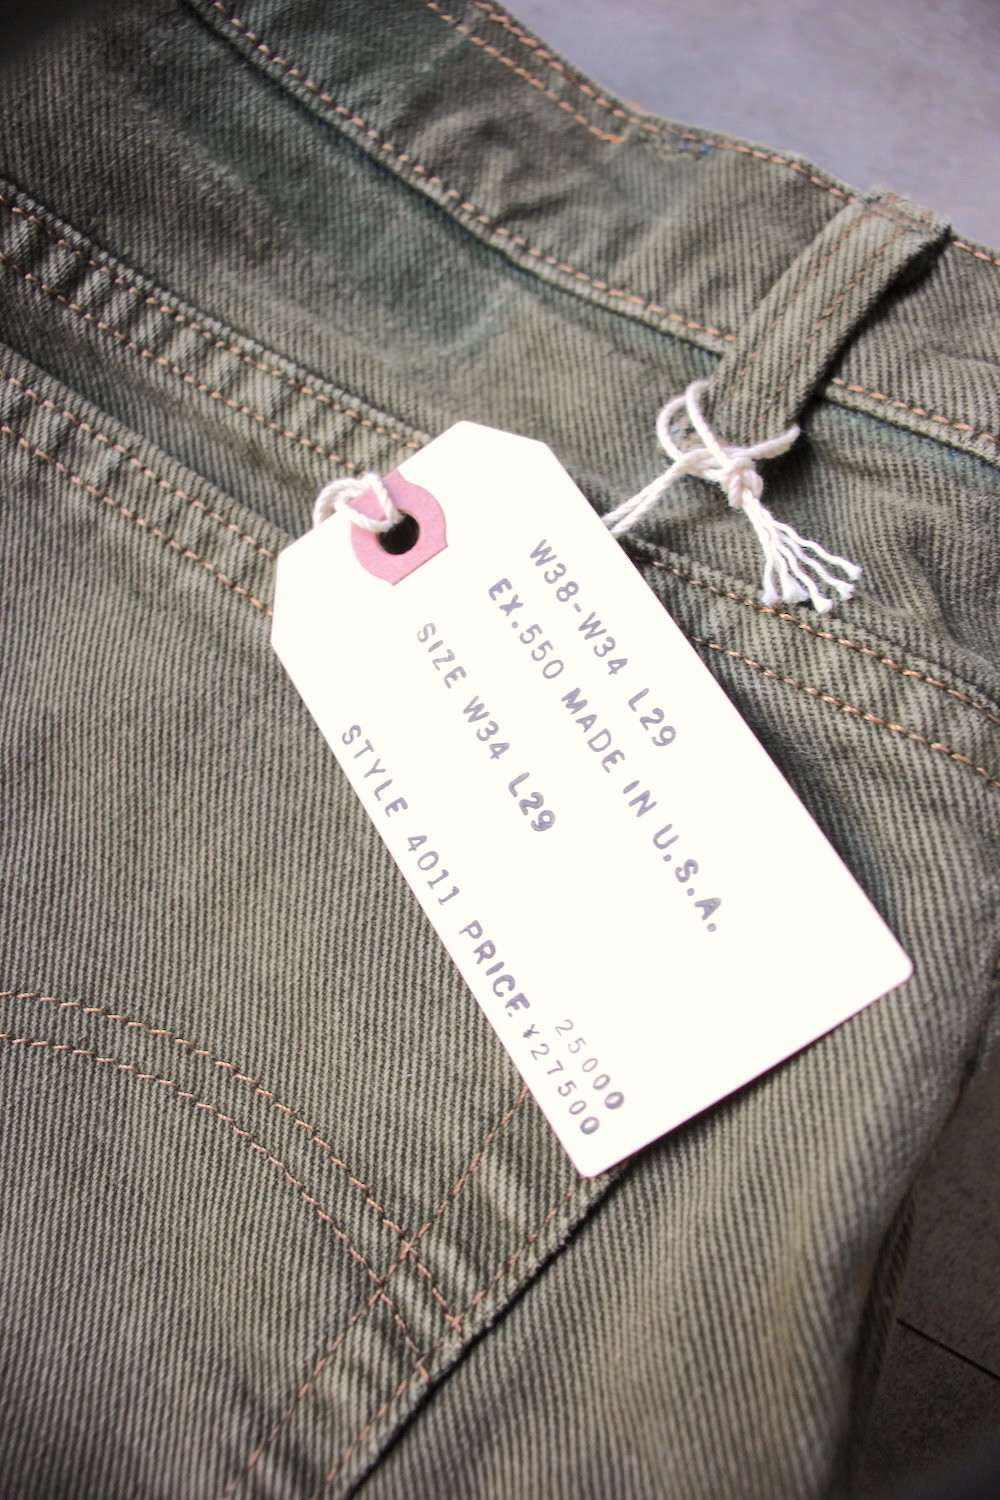 W38-W34 L29
EX.550 MADE IN U.S.A.
SIZE W34 L29
STYLE 4011 PRICE ¥27500
25000